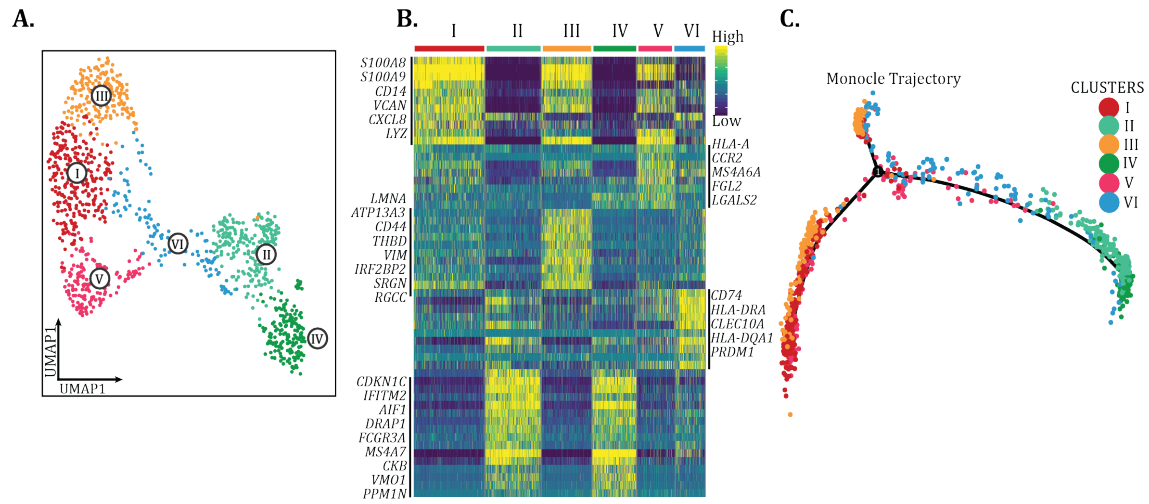 A.
III
I
VI
II
V
IV
UMAP1
UMAP1
B.
I II III IV V VI
High
Low
S100A8
S100A9
CD14
VCAN
CXCL8
LYZ
HLA-A
CCR2
MS4A6A
FGL2
LGALS2
LMNA
ATP13A3
CD44
THBD
VIM
IRF2BP2
SRGN
RGCC
CD74
HLA-DRA
CLEC10A
HLA-DQA1
PRDM1
CDKN1C
IFITM2
AIF1
DRAP1
FCGR3A
MS4A7
CKB
VMO1
PPM1N
C.
Monocle Trajectory
1
CLUSTERS
I
II
III
IV
V
VI